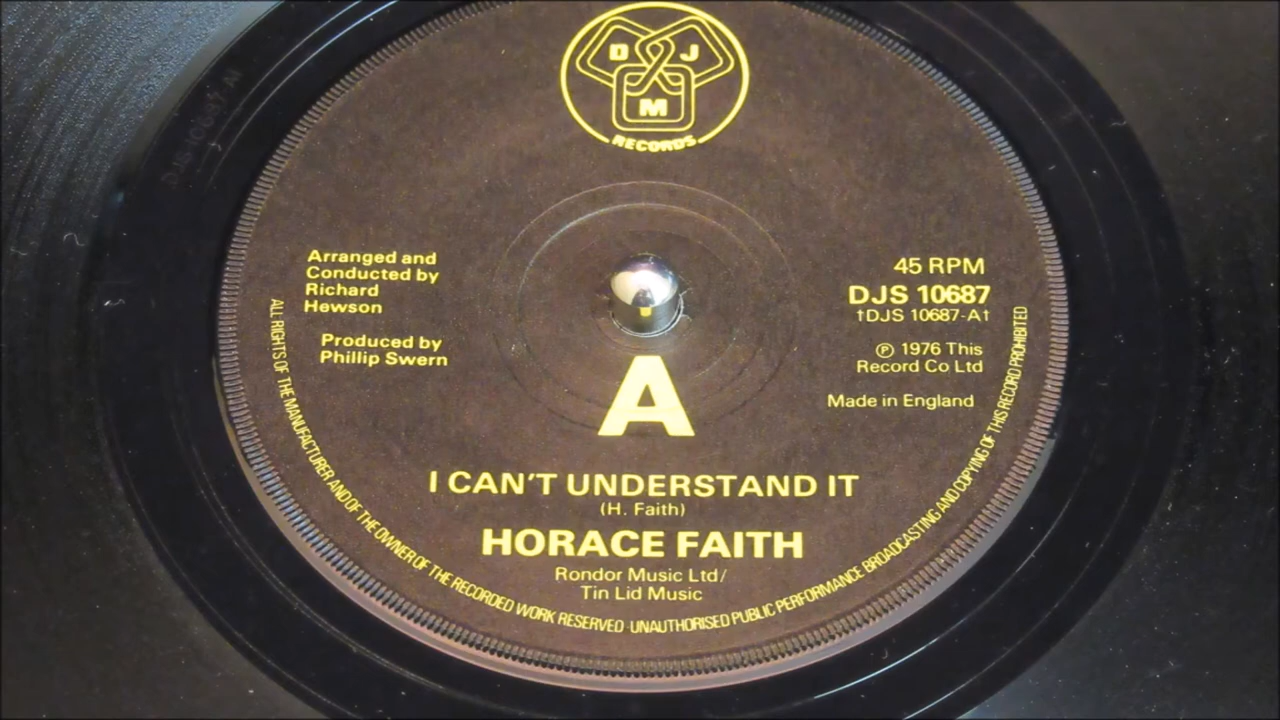 D J
M
RECORDS
Arranged and
Conducted by
Richard
Hewson
Produced by
Phillip Swern
45 RPM
DJS 10687
†DJS 10687-A†
Ⓟ 1976 This
Record Co Ltd
Made in England
A
I CAN'T UNDERSTAND IT
(H. Faith)
HORACE FAITH
Rondor Music Ltd/
Tin Lid Music
ALL RIGHTS OF THE MANUFACTURER AND OF THE OWNER OF THE RECORDED WORK RESERVED UNAUTHORISED PUBLIC PERFORMANCE BROADCASTING AND COPYING OF THIS RECORD PROHIBITED